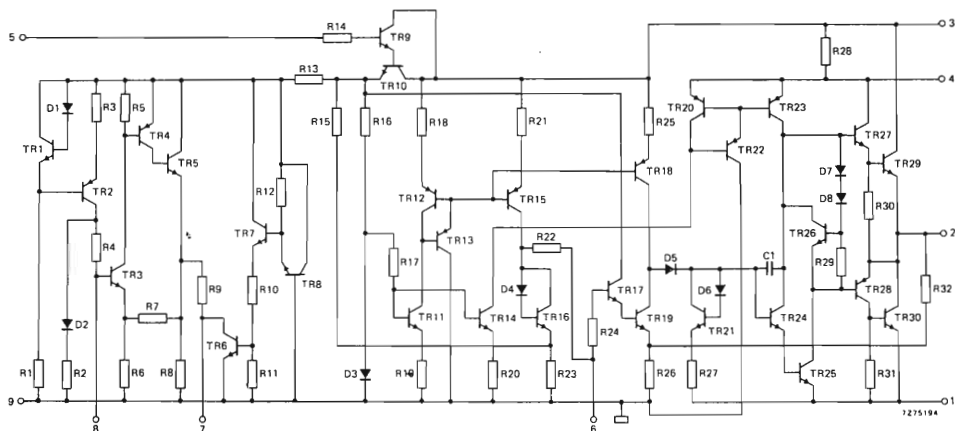 5
R14
TR9
3
R13
TR10
R28
4
D1
R3
R5
TR4
R15
R16
R18
R21
R25
TR20
TR23
TR1
TR5
TR22
TR27
TR2
R12
TR12
TR15
TR18
D7
TR29
TR7
D8
R30
TR13
R22
TR26
2
R4
TR3
R9
R10
TR8
R17
D4
TR17
D5
D6
C1
R29
TR28
R32
R7
D2
TR6
TR11
TR14
TR16
R24
TR19
TR21
TR24
TR30
R1
R2
R6
R8
R11
D3
R19
R20
R23
R26
R27
TR25
R31
9
1
8
7
6
7Z75194